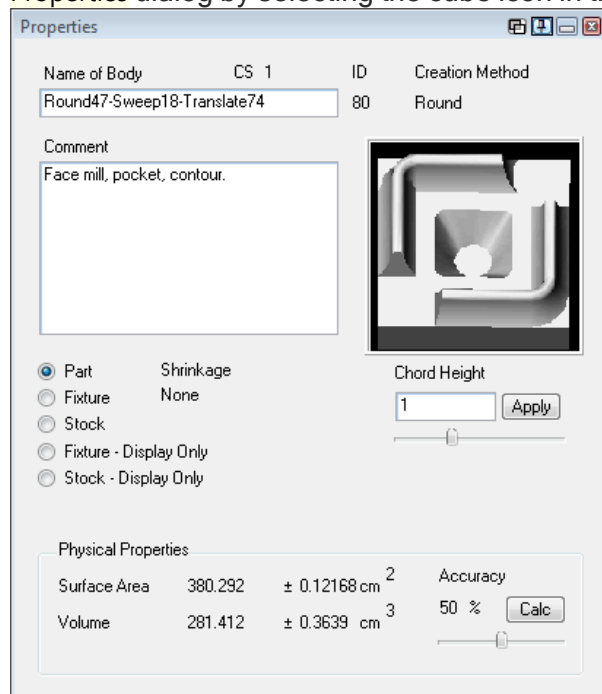 Properties dialog by selecting the cube icon in
Properties
Name of Body CS 1 ID Creation Method
Round47-Sweep18-Translate74 80 Round
Comment
Face mill, pocket, contour.
Part Shrinkage
Fixture None
Stock
Fixture - Display Only
Stock - Display Only
Chord Height
1 Apply
Physical Properties
Surface Area 380.292 ± 0.12168 cm 2
Volume 281.412 ± 0.3639 cm 3
Accuracy
50 % Calc